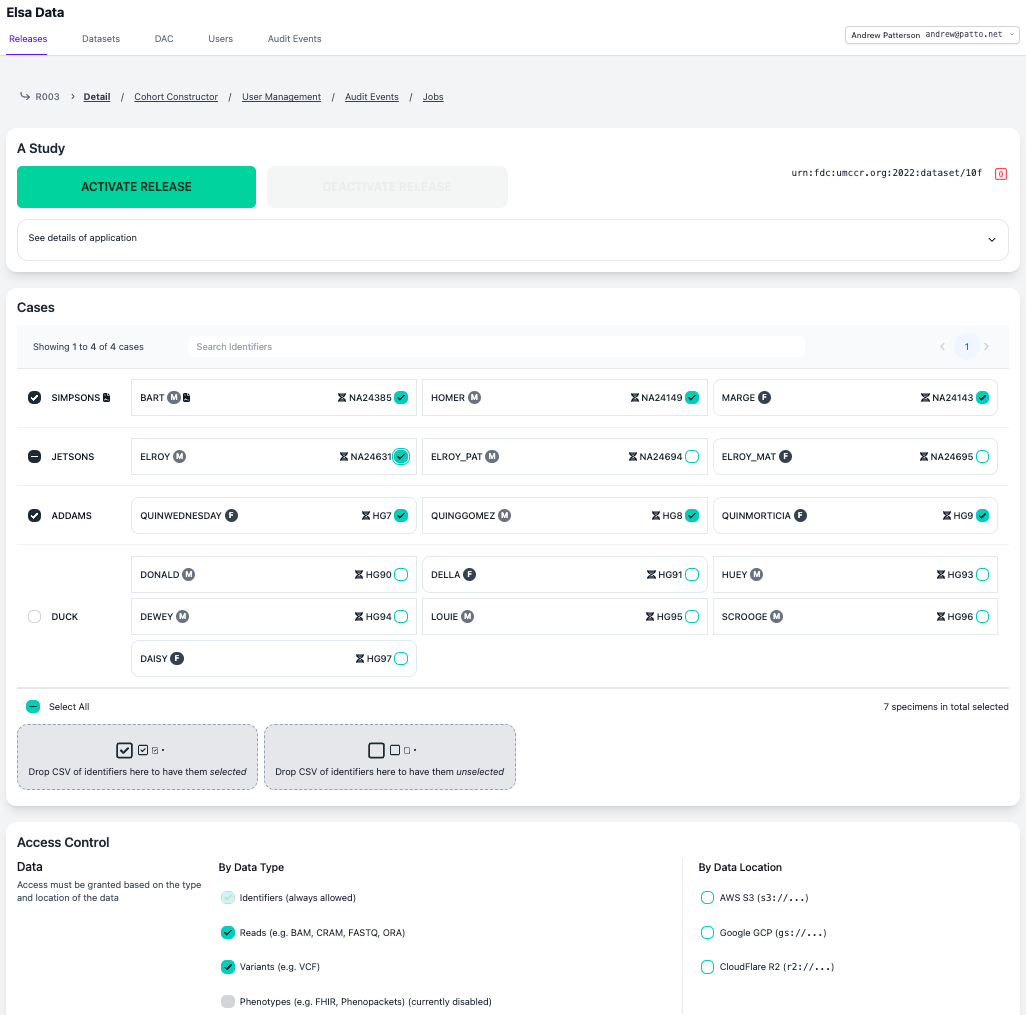 Elsa Data
Releases Datasets DAC Users Audit Events
Andrew Patterson andrew@patto.net
R003 > Detail / Cohort Constructor / User Management / Audit Events / Jobs
A Study
ACTIVATE RELEASE DEACTIVATE RELEASE
urn:fdc:umccr.org:2022:dataset/10f 0
See details of application
Cases
Showing 1 to 4 of 4 cases Search Identifiers < 1 >
SIMPSONS BART M NA24385 HOMER M NA24149 MARGE F NA24143
JETSONS ELROY M NA24631 ELROY_PAT M NA24694 ELROY_MAT F NA24695
ADDAMS QUINWEDNESDAY F HG7 QUINGGOMEZ M HG8 QUINMORTICIA F HG9
DONALD M HG90 DELLA F HG91 HUEY M HG93
DUCK DEWEY M HG94 LOUIE M HG95 SCROOGE M HG96
DAISY F HG97
Select All 7 specimens in total selected
Drop CSV of identifiers here to have them selected
Drop CSV of identifiers here to have them unselected
Access Control
Data
Access must be granted based on the type
and location of the data
By Data Type
Identifiers (always allowed)
Reads (e.g. BAM, CRAM, FASTQ, ORA)
Variants (e.g. VCF)
Phenotypes (e.g. FHIR, Phenopackets) (currently disabled)
By Data Location
AWS S3 (s3://...)
Google GCP (gs://...)
CloudFlare R2 (r2://...)